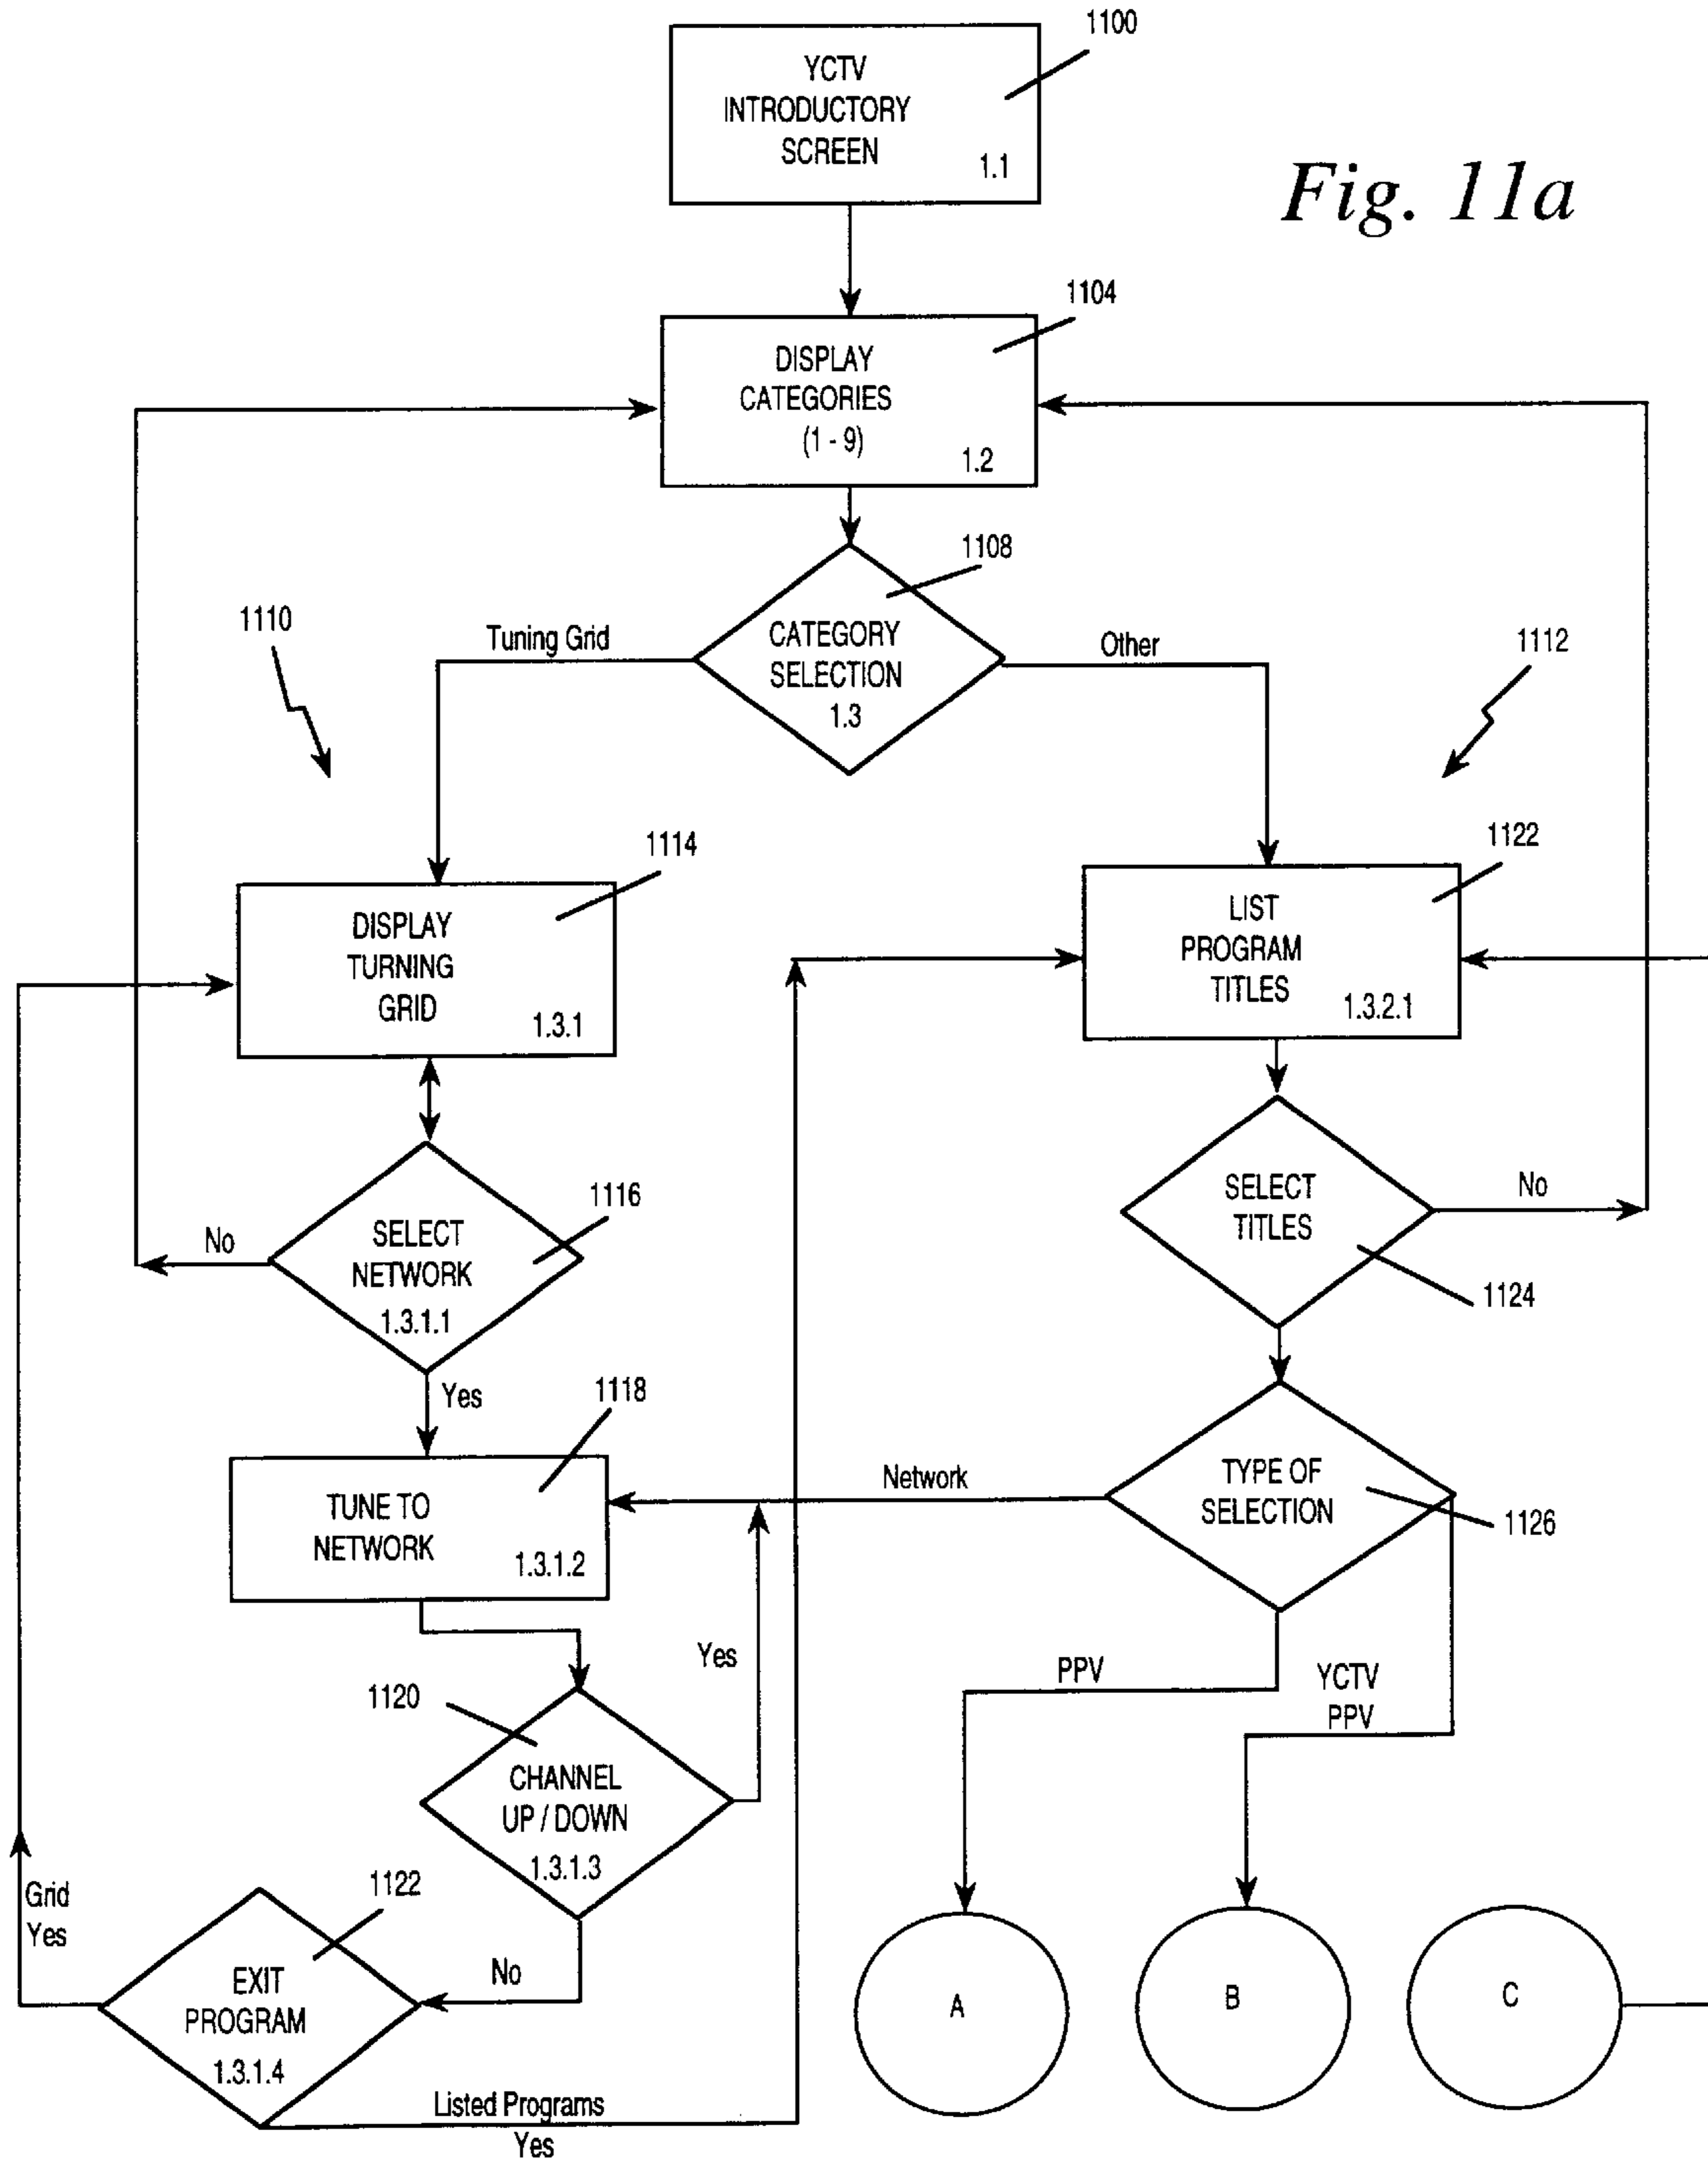 1100
YCTV
INTRODUCTORY
SCREEN
1.1
Fig. 11a
1104
DISPLAY
CATEGORIES
(1 - 9)
1.2
1108
CATEGORY
SELECTION
1.3
Tuning Grid
Other
1110
1112
1114
DISPLAY
TURNING
GRID
1.3.1
1122
LIST
PROGRAM
TITLES
1.3.2.1
1116
SELECT
NETWORK
1.3.1.1
No
Yes
SELECT
TITLES
No
1124
1118
TUNE TO
NETWORK
1.3.1.2
Network
TYPE OF
SELECTION
1126
Yes
PPV
YCTV
PPV
1120
CHANNEL
UP / DOWN
1.3.1.3
No
1122
Grid
Yes
EXIT
PROGRAM
1.3.1.4
Listed Programs
Yes
A
B
C